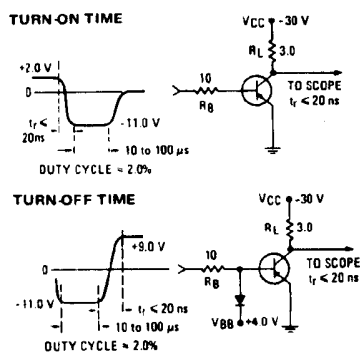 TURN-ON TIME
VCC -30 V
RL 3.0
+2.0 V
0
10
RB
TO SCOPE
tr ≤ 20 ns
tr ≤
20ns
-11.0 V
10 to 100 μs
DUTY CYCLE ≈ 2.0%
TURN-OFF TIME
VCC -30 V
RL 3.0
+9.0 V
0
10
RB
TO SCOPE
tr ≤ 20 ns
-11.0 V
tr ≤ 20 ns
10 to 100μs
VBB +4.0 V
DUTY CYCLE ≈ 2.0%